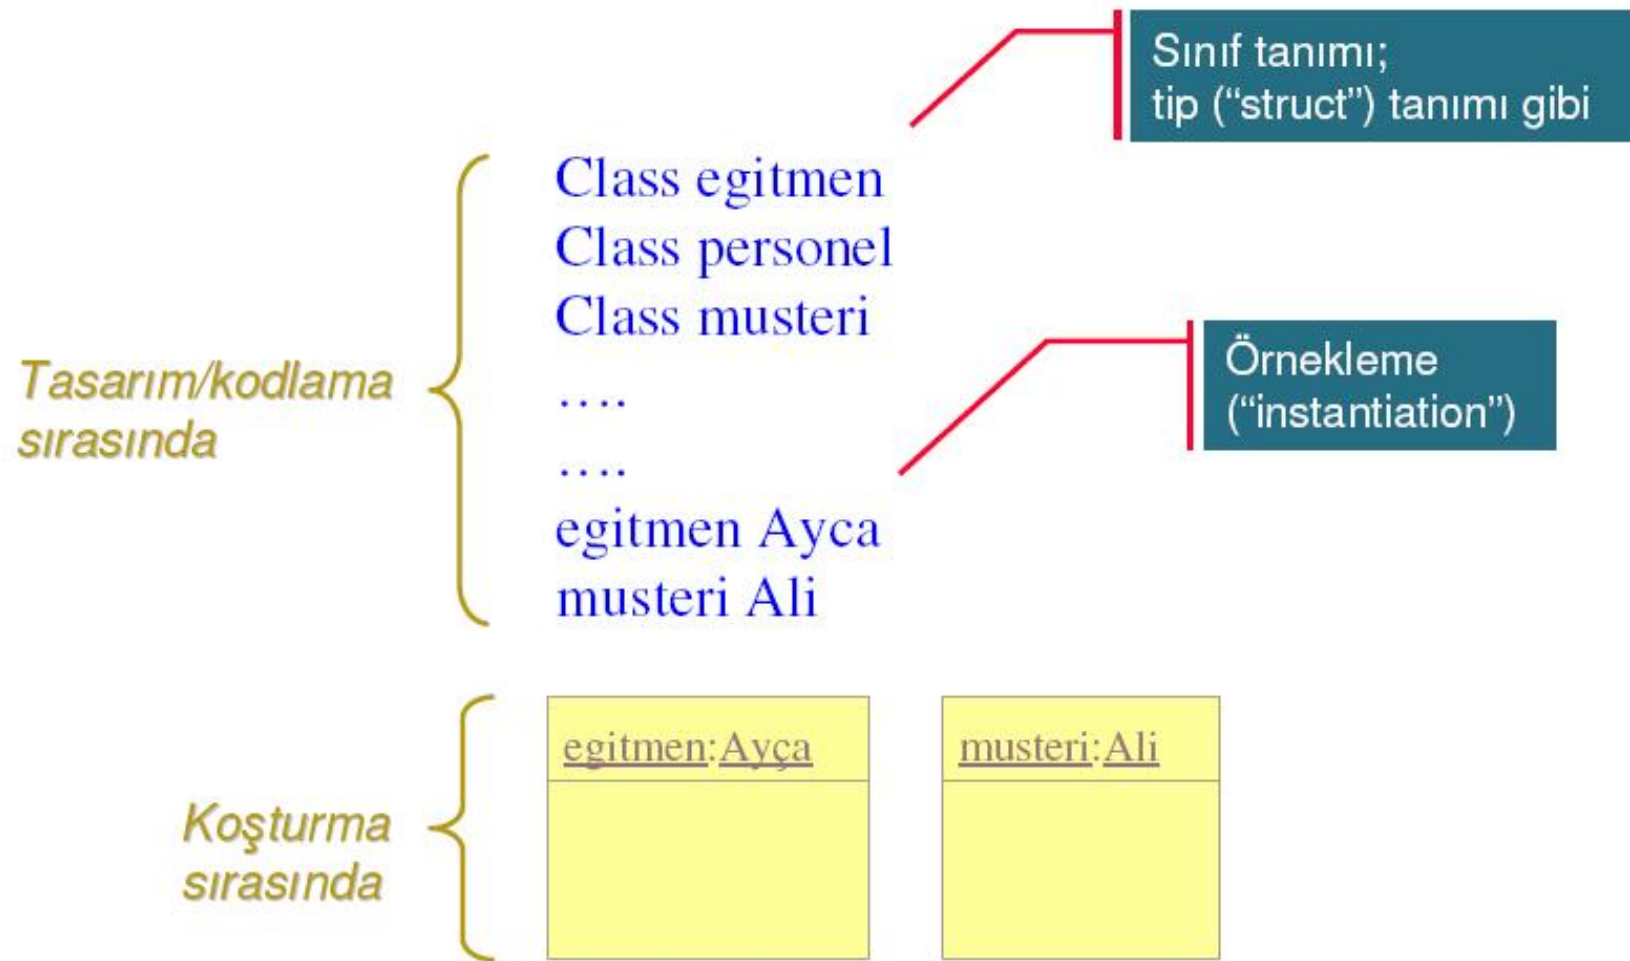 Sınıf tanımı;
tip (“struct”) tanımı gibi
Class egitmen
Class personel
Class musteri
….
….
egitmen Ayca
musteri Ali
Tasarım/kodlama
sırasında
Örnekleme
(“instantiation”)
Koşturma
sırasında
egitmen:Ayça
musteri:Ali